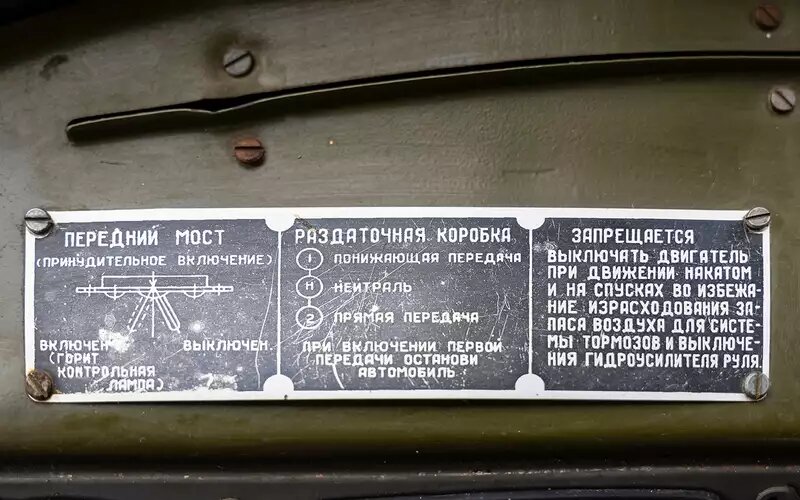 ПЕРЕДНИЙ МОСТ
(ПРИНУДИТЕЛЬНОЕ ВКЛЮЧЕНИЕ)
ВКЛЮЧЕН ВЫКЛЮЧЕН.
(ГОРИТ
КОНТРОЛЬНАЯ
ЛАМПА)
РАЗДАТОЧНАЯ КОРОБКА
1 ПОНИЖАЮЩАЯ ПЕРЕДАЧА
Н НЕЙТРАЛЬ
2 ПРЯМАЯ ПЕРЕДАЧА
ПРИ ВКЛЮЧЕНИИ ПЕРВОЙ
ПЕРЕДАЧИ ОСТАНОВИ
АВТОМОБИЛЬ
ЗАПРЕЩАЕТСЯ
ВЫКЛЮЧАТЬ ДВИГАТЕЛЬ
ПРИ ДВИЖЕНИИ НАКАТОМ
И НА СПУСКАХ ВО ИЗБЕЖА-
НИЕ ИЗРАСХОДОВАНИЯ ЗА-
ПАСА ВОЗДУХА ДЛЯ СИСТЕ-
МЫ ТОРМОЗОВ И ВЫКЛЮЧЕ-
НИЯ ГИДРОУСИЛИТЕЛЯ РУЛЯ.